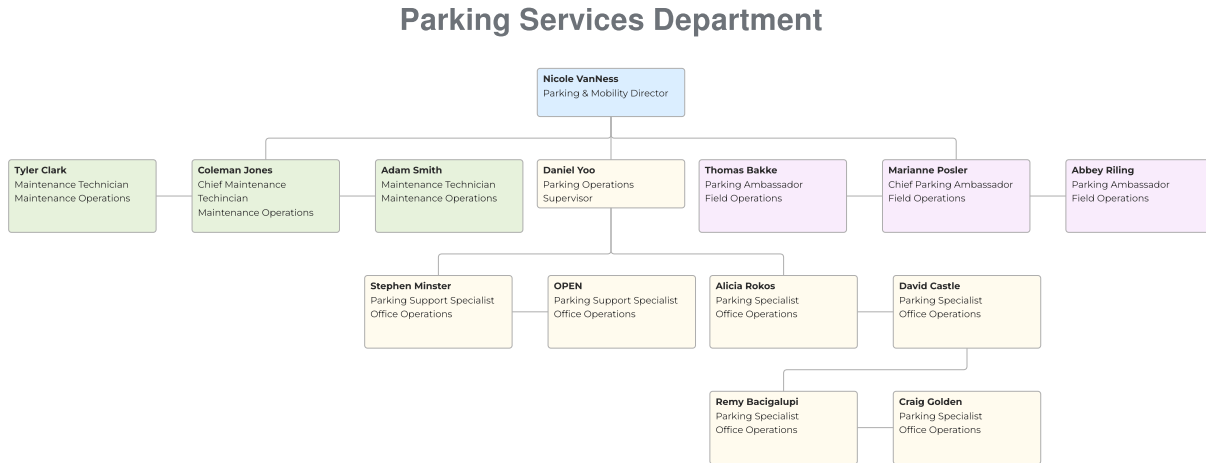 Parking Services Department
Nicole VanNess
Parking & Mobility Director
Tyler Clark
Maintenance Technician
Maintenance Operations
Coleman Jones
Chief Maintenance
Techincian
Maintenance Operations
Adam Smith
Maintenance Technician
Maintenance Operations
Daniel Yoo
Parking Operations
Supervisor
Thomas Bakke
Parking Ambassador
Field Operations
Marianne Posler
Chief Parking Ambassador
Field Operations
Abbey Riling
Parking Ambassador
Field Operations
Stephen Minster
Parking Support Specialist
Office Operations
OPEN
Parking Support Specialist
Office Operations
Alicia Rokos
Parking Specialist
Office Operations
David Castle
Parking Specialist
Office Operations
Remy Bacigalupi
Parking Specialist
Office Operations
Craig Golden
Parking Specialist
Office Operations